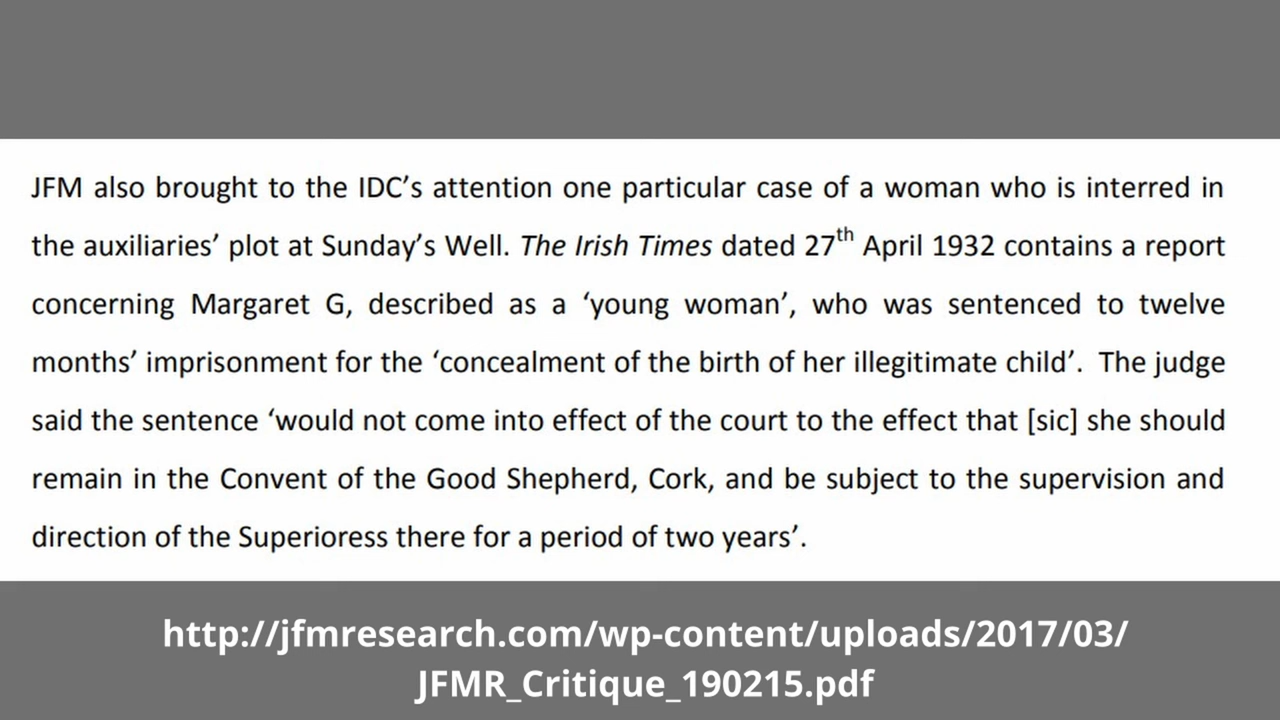 JFM also brought to the IDC’s attention one particular case of a woman who is interred in
the auxiliaries’ plot at Sunday’s Well. The Irish Times dated 27th April 1932 contains a report
concerning Margaret G, described as a ‘young woman’, who was sentenced to twelve
months’ imprisonment for the ‘concealment of the birth of her illegitimate child’.  The judge
said the sentence ‘would not come into effect of the court to the effect that [sic] she should
remain in the Convent of the Good Shepherd, Cork, and be subject to the supervision and
direction of the Superioress there for a period of two years’.
http://jfmresearch.com/wp-content/uploads/2017/03/
JFMR_Critique_190215.pdf